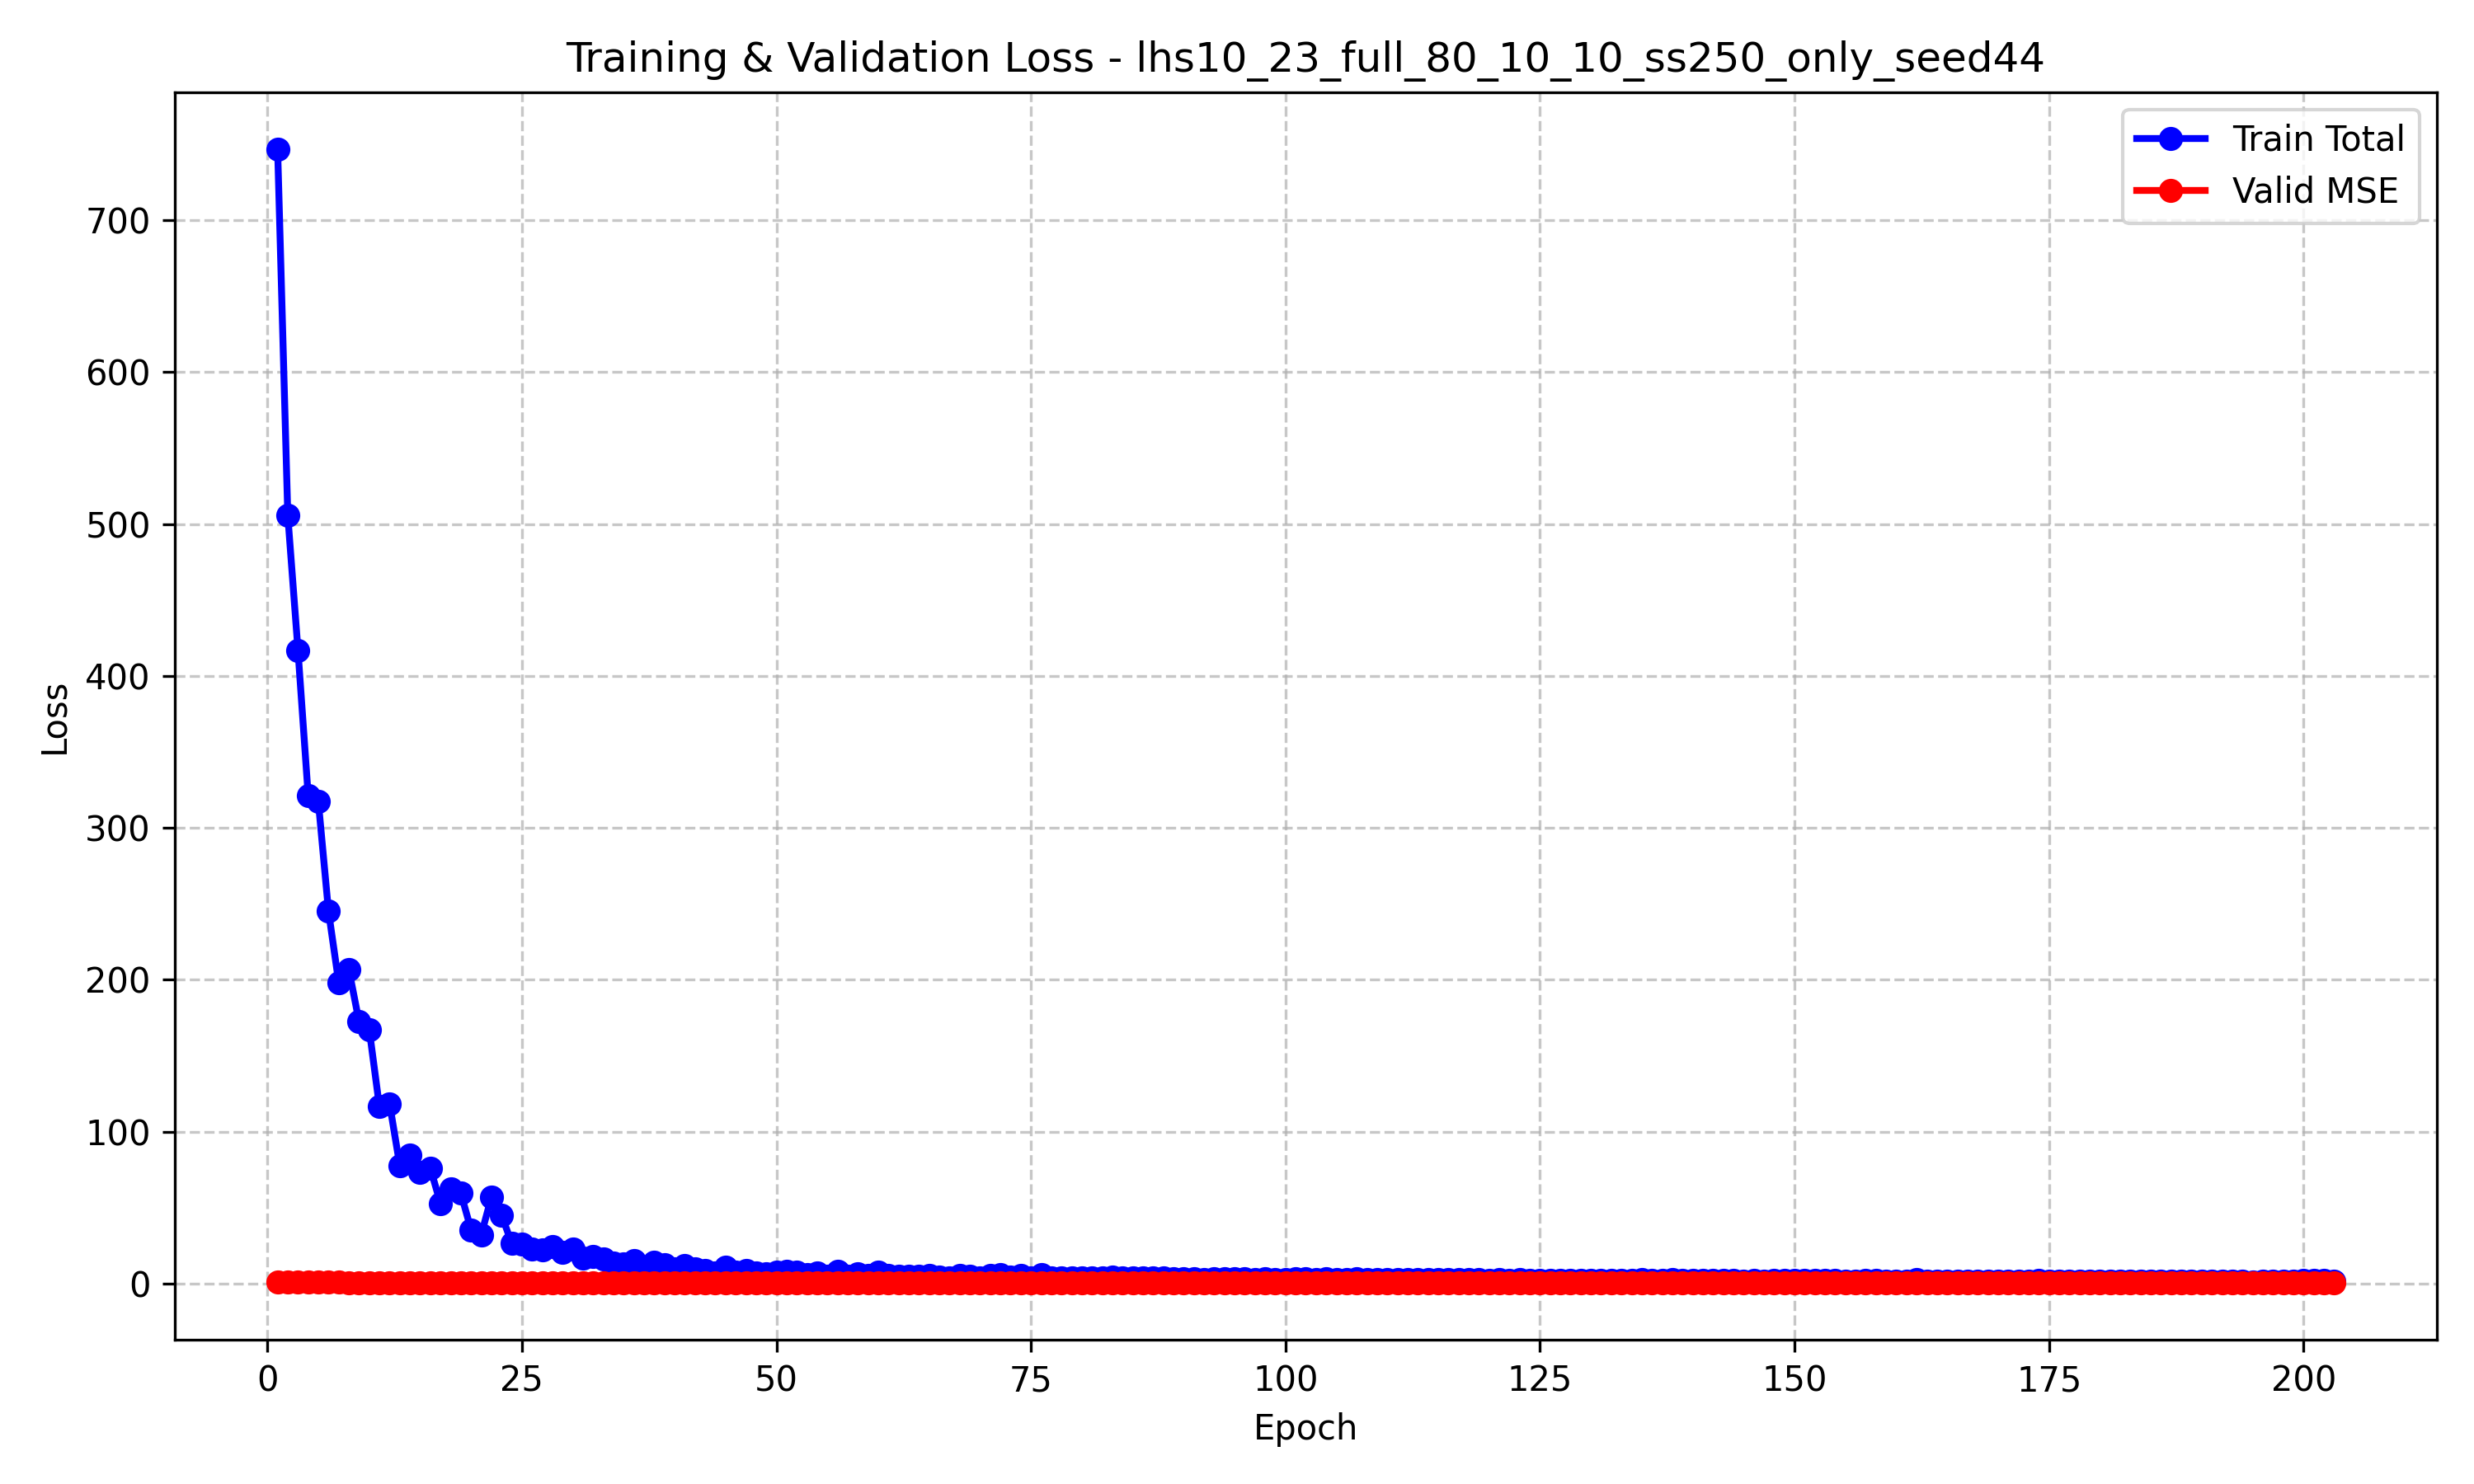 Training & Validation Loss - lhs10_23_full_80_10_10_ss250_only_seed44
Train Total
Valid MSE
700
600
500
400
300
200
100
0
Loss
0 25 50 75 100 125 150 175 200
Epoch